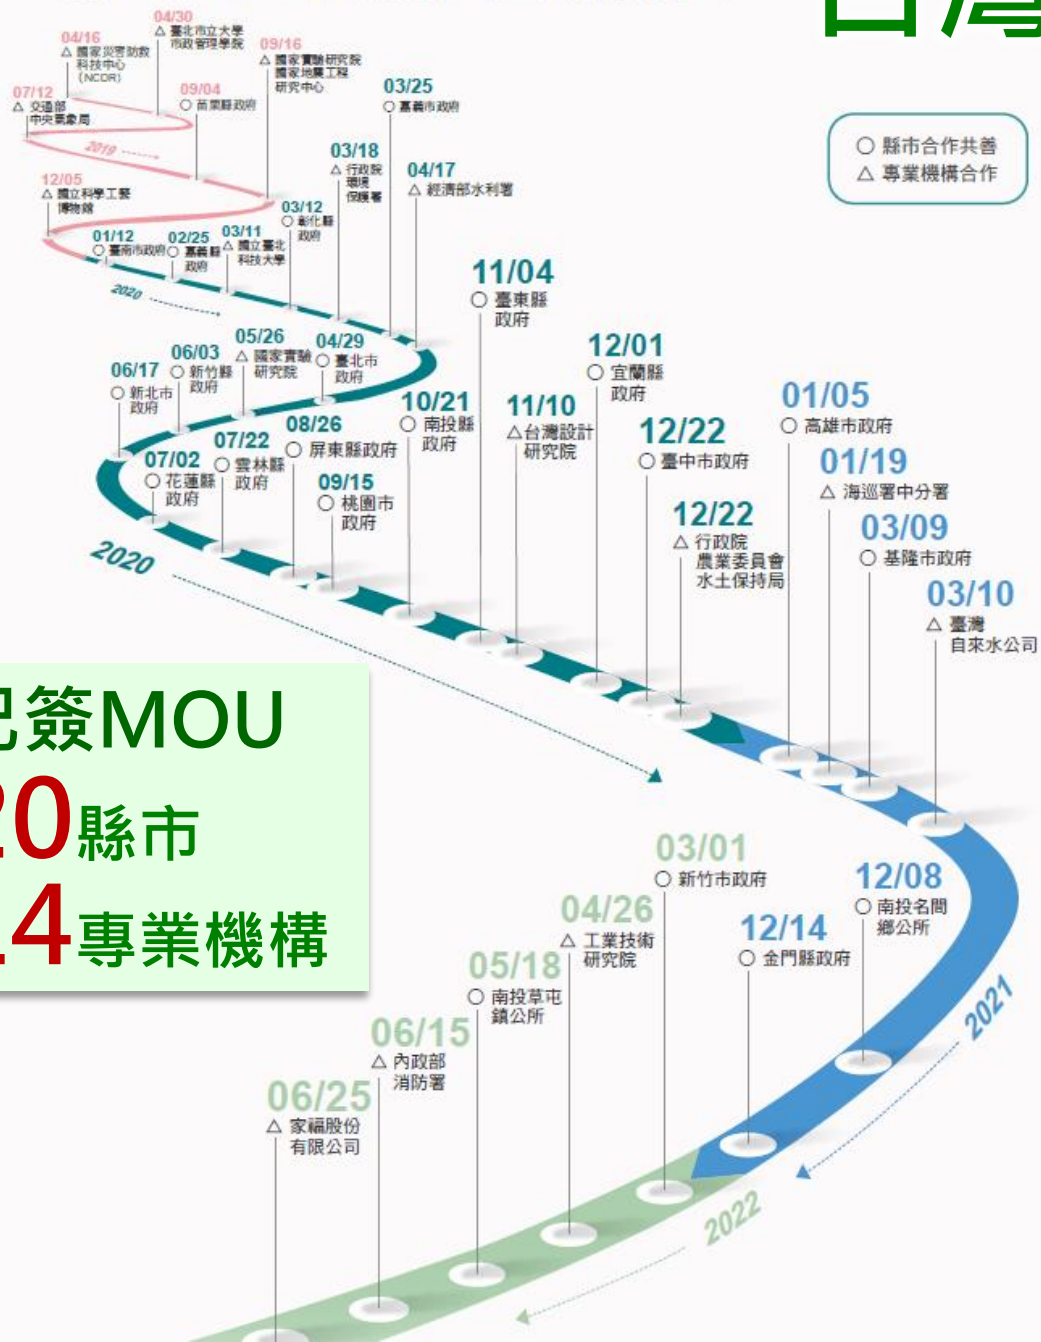 台灣
04/30
△ 臺北市立大學
市政管理學院
04/16
△ 國家災害防救
科技中心
(NCDR)
09/16
△ 國家實驗研究院
國家地震工程
研究中心
07/12
△ 交通部
中央氣象局
09/04
○ 苗栗縣政府
03/25
○ 嘉義市政府
○ 縣市合作共善
△ 專業機構合作
2019
12/05
△ 國立科學工藝
博物館
03/18
△ 行政院
環境
保護署
04/17
△ 經濟部水利署
03/12
○ 彰化縣
政府
01/12
○ 臺南市政府
02/25
○ 嘉義縣
政府
03/11
△ 國立臺北
科技大學
2020
11/04
○ 臺東縣
政府
05/26
△ 國家實驗
研究院
04/29
○ 臺北市
政府
06/03
○ 新竹縣
政府
06/17
○ 新北市
政府
12/01
○ 宜蘭縣
政府
10/21
○ 南投縣
政府
11/10
△台灣設計
研究院
01/05
○ 高雄市政府
08/26
○ 屏東縣政府
07/22
○ 雲林縣
政府
07/02
○ 花蓮縣
政府
09/15
○ 桃園市
政府
12/22
○ 臺中市政府
01/19
△ 海巡署中分署
12/22
△ 行政院
農業委員會
水土保持局
03/09
○ 基隆市政府
03/10
△ 臺灣
自來水公司
2020
已簽MOU
20縣市
14專業機構
03/01
○ 新竹市政府
12/08
○ 南投名間
鄉公所
04/26
△ 工業技術
研究院
12/14
○ 金門縣政府
05/18
○ 南投草屯
鎮公所
2021
06/15
△ 內政部
消防署
06/25
△ 家福股份
有限公司
2022